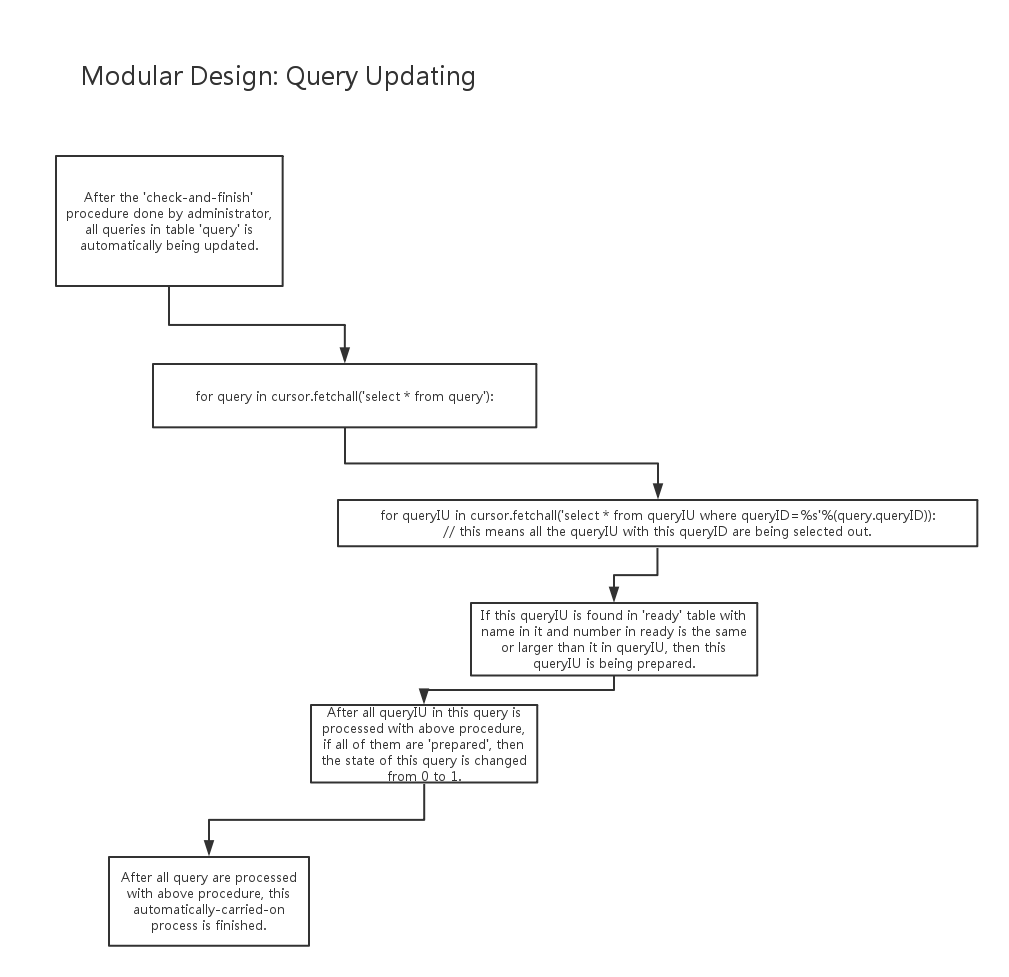 Modular Design: Query Updating
After the 'check-and-finish'
procedure done by administrator,
all queries in table 'query' is
automatically being updated.
for query in cursor.fetchall('select * from query'):
for queryIU in cursor.fetchall('select * from queryIU where queryID=%s'%(query.queryID)):
// this means all the queryIU with this queryID are being selected out.
If this queryIU is found in 'ready' table with
name in it and number in ready is the same
or larger than it in queryIU, then this
queryIU is being prepared.
After all queryIU in this query is
processed with above procedure,
if all of them are 'prepared', then
the state of this query is changed
from 0 to 1.
After all query are processed
with above procedure, this
automatically-carried-on
process is finished.